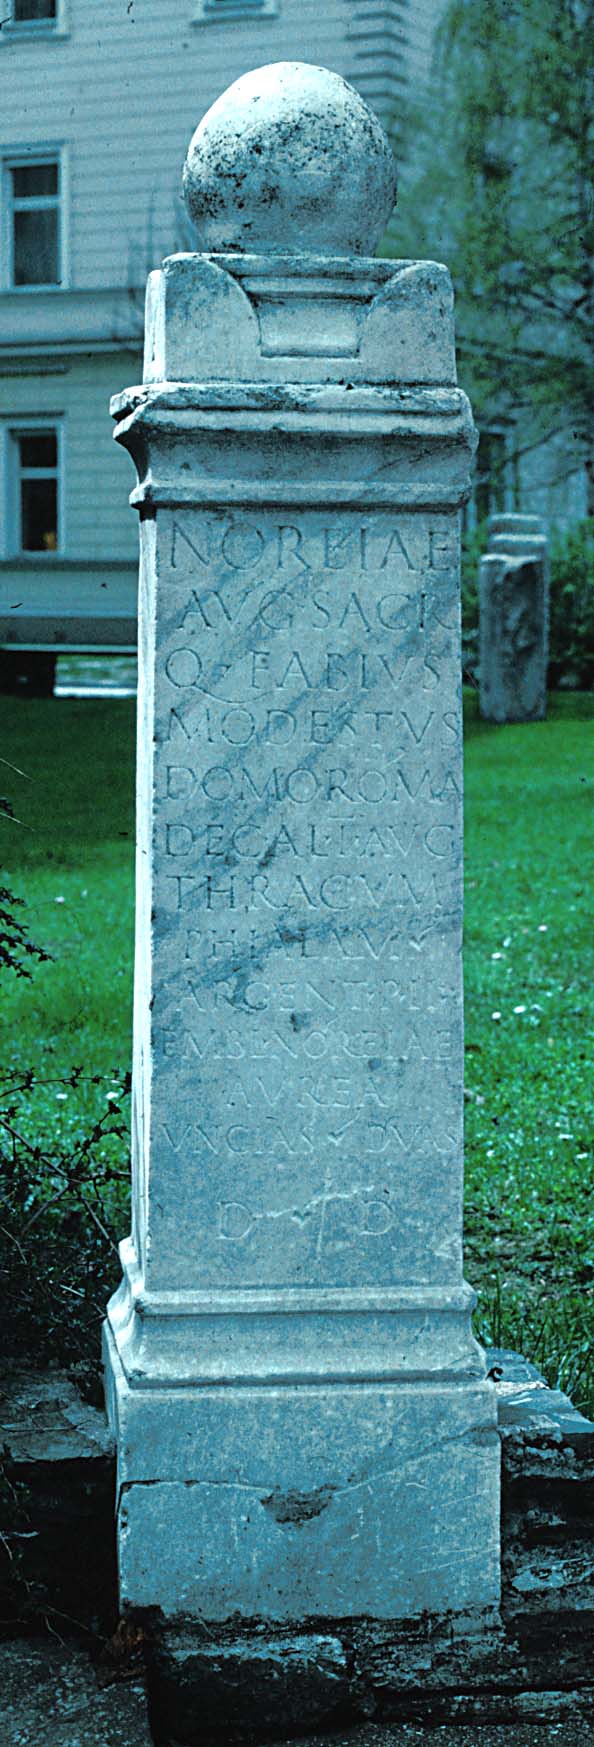 NOREIAE
AVG·SACR
Q·FABIVS
MODESTVS
DOMO·ROMA
DEC·AL·I·AVG
THRACVM
PHIALAM
ARGENT·P·II·
EMBL·NOREIAE
AVREA
VNCIAS DVAS
D D